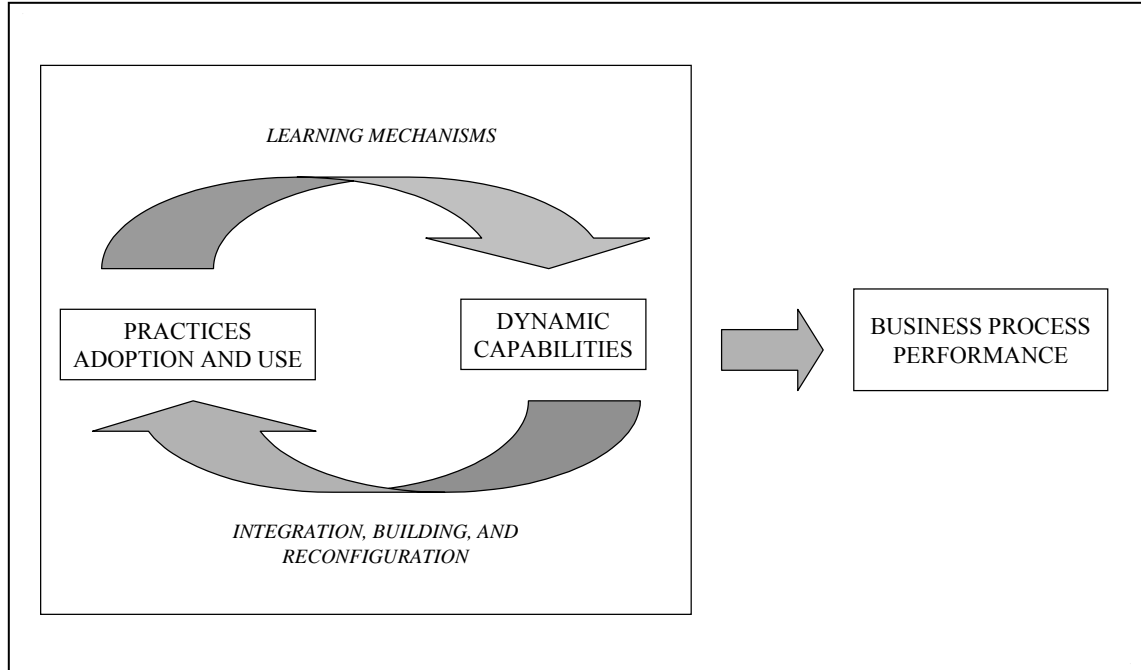 LEARNING MECHANISMS
PRACTICES
ADOPTION AND USE
DYNAMIC
CAPABILITIES
BUSINESS PROCESS
PERFORMANCE
INTEGRATION, BUILDING, AND
RECONFIGURATION